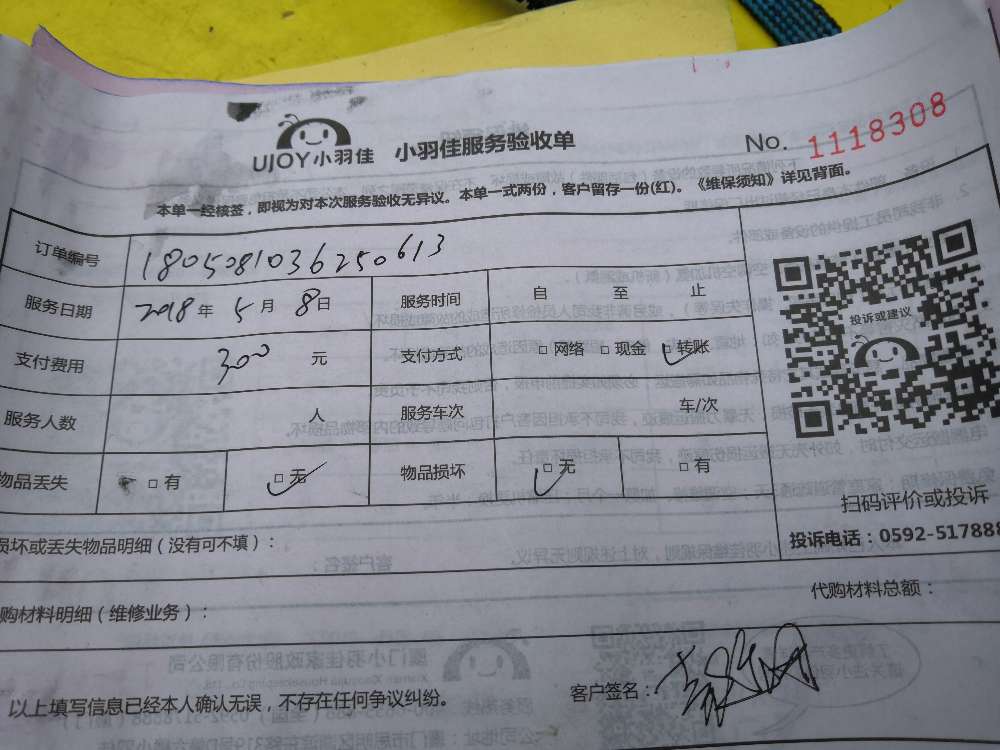 UJOY小羽佳 小羽佳服务验收单 No. 1118308
本单一经核签，即视为对本次服务验收无异议。本单一式两份，客户留存一份(红)。《维保须知》详见背面。
订单编号 1805081036250613
服务日期 2018年 5月 8日 服务时间 自 至 止
支付费用 300 元 支付方式 □网络 □现金 □转账
服务人数 人 服务车次 车/次
物品丢失 □有 □无 物品损坏 □无 □有
投诉或建议
扫码评价或投诉
投诉电话：0592-517888
损坏或丢失物品明细（没有可不填）：
购材料明细（维修业务）： 代购材料总额：
以上填写信息已经本人确认无误，不存在任何争议纠纷。 客户签名：